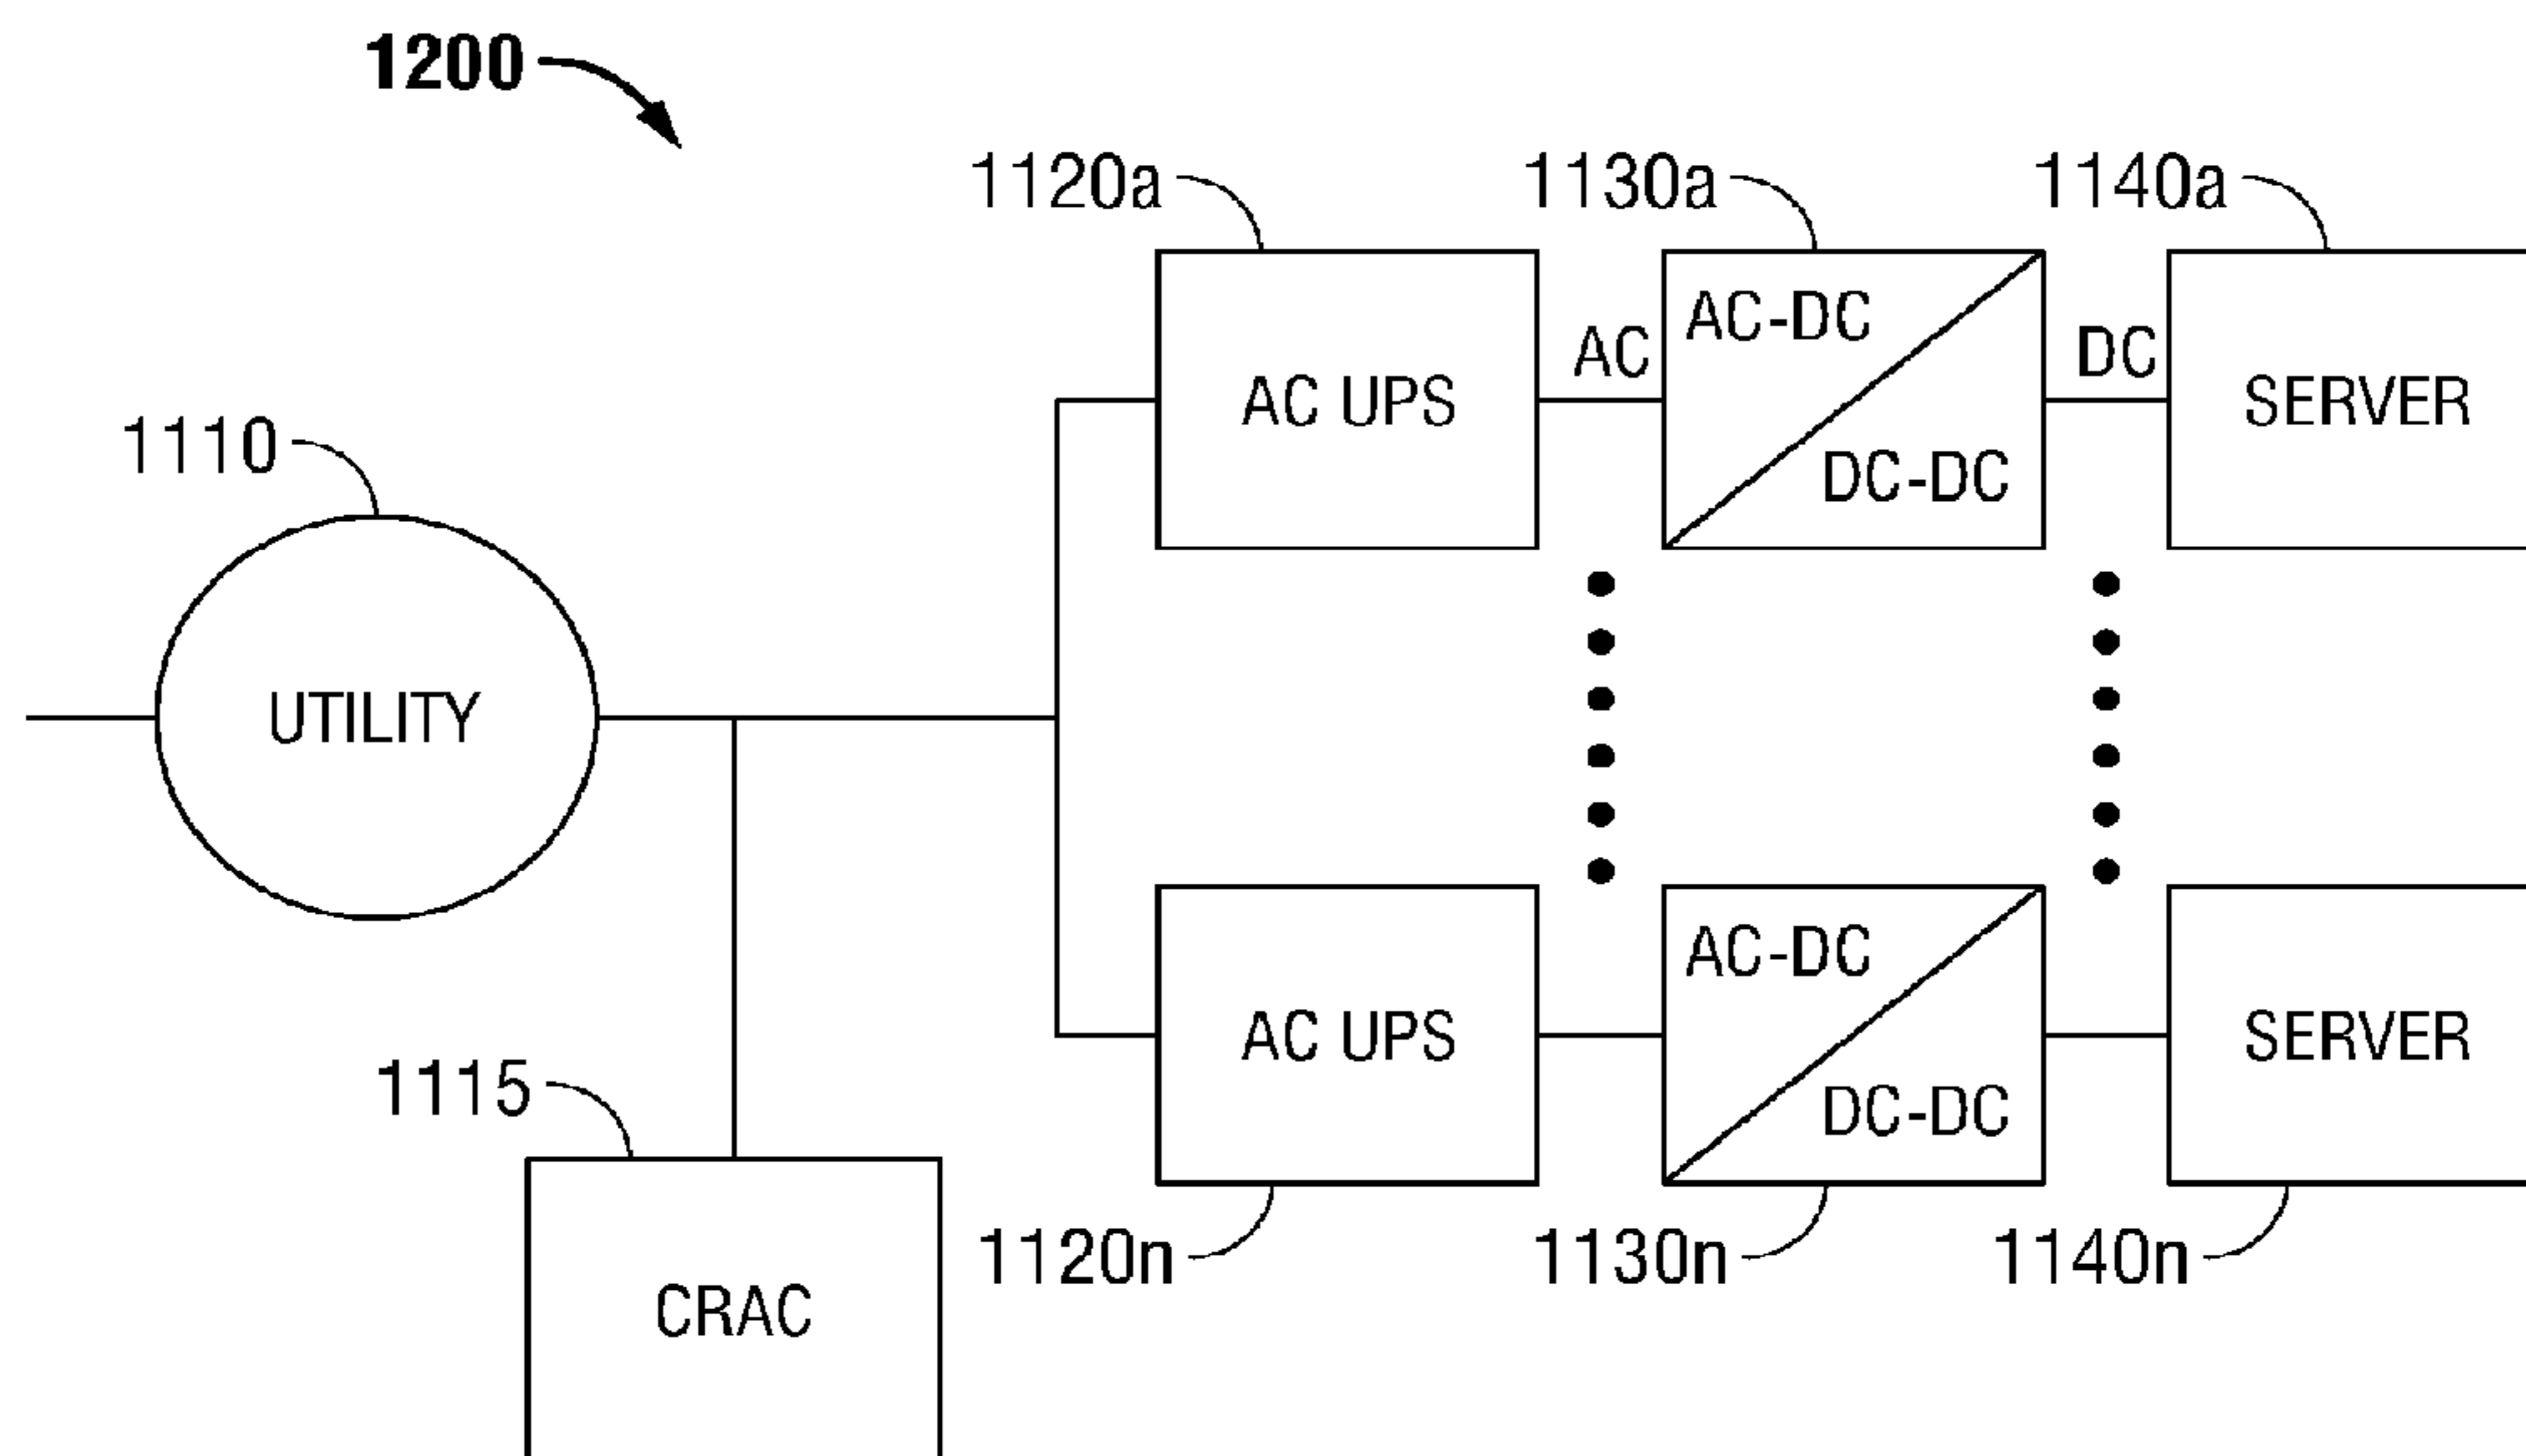 1200
1120a
1130a
1140a
AC-DC
AC
DC
AC UPS
SERVER
DC-DC
1110
UTILITY
AC-DC
AC UPS
SERVER
DC-DC
1115
1120n
1130n
1140n
CRAC